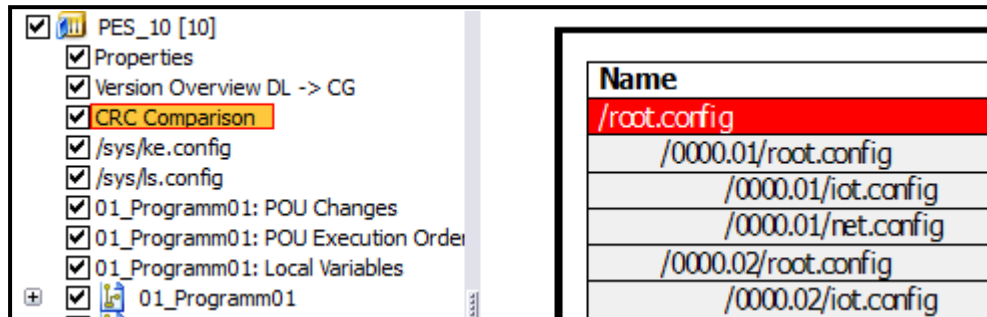 PES_10 [10]
Properties
Version Overview DL -> CG
CRC Comparison
/sys/ke.config
/sys/ls.config
01_Programm01: POU Changes
01_Programm01: POU Execution Order
01_Programm01: Local Variables
01_Programm01
Name
/root.config
/0000.01/root.config
/0000.01/iot.config
/0000.01/net.config
/0000.02/root.config
/0000.02/iot.config